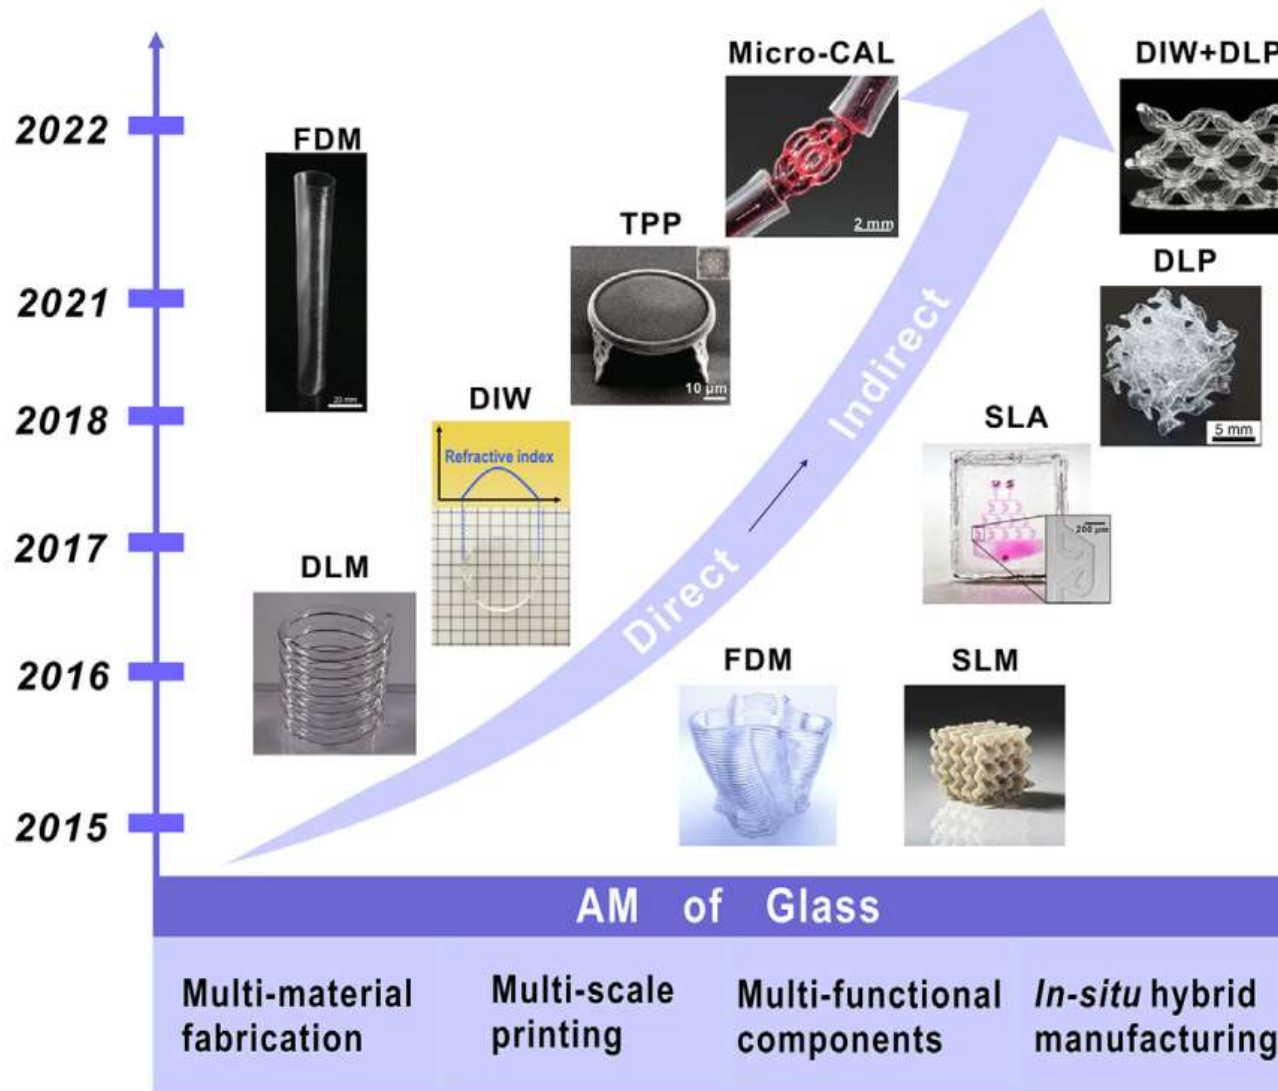 Micro-CAL
DIW+DLP
2022
FDM
2 mm
TPP
DLP
2021
20 mm
10 µm
DIW
2018
SLA
5 mm
Refractive index
Indirect
200 µm
2017
DLM
Direct
FDM
SLM
2016
2015
AM of Glass
Multi-material
fabrication
Multi-scale
printing
Multi-functional
components
In-situ hybrid
manufacturing